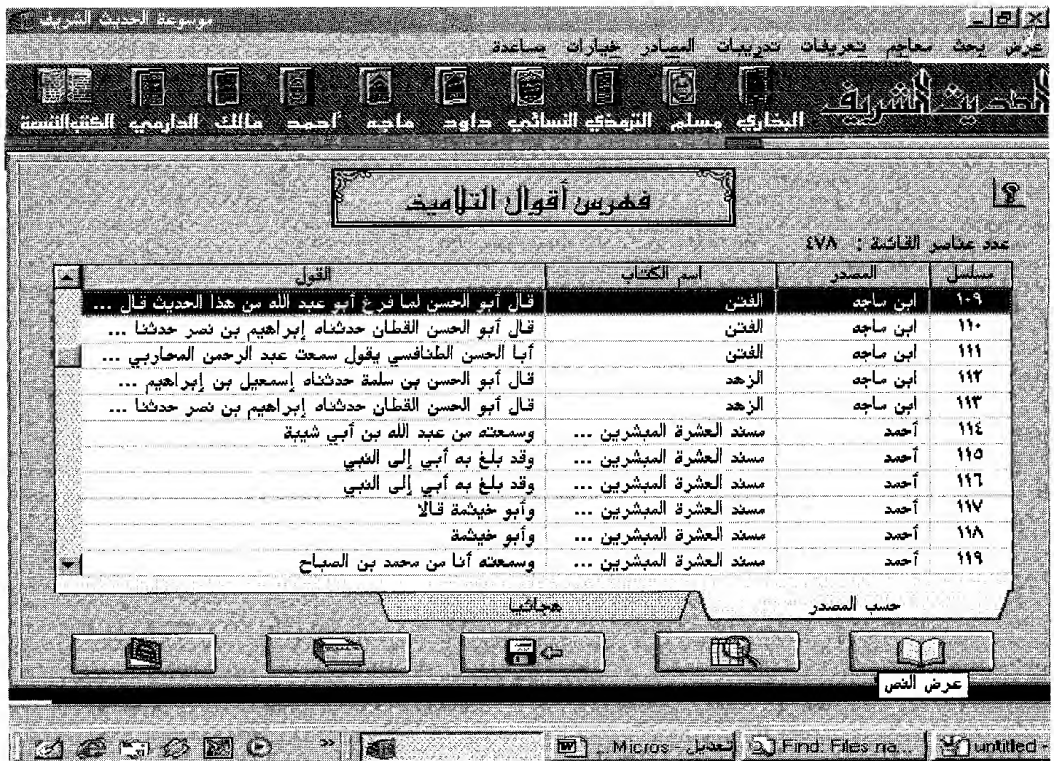 موسوعة الحديث الشريف
عرض بحث معاجم تعريفات تدريبات المصادر خيارات مساعدة
الحديث الشريف
البخاري مسلم الترمذي النسائي داود ماجه أحمد مالك الدارمي الكتب التسعة
فهرس أقوال التلاميذ
عدد عناصر القائمة : ٤٧٨
مسلسل المصدر اسم الكتاب القول
١٠٩ ابن ماجه الفتن قال أبو الحسن لما فرغ أبو عبد الله من هذا الحديث قال ...
١١٠ ابن ماجه الفتن قال أبو الحسن القطان حدثناه إبراهيم بن نصر حدثنا ...
١١١ ابن ماجه الفتن أبا الحسن الطنافسي يقول سمعت عبد الرحمن المحاربي ...
١١٢ ابن ماجه الزهد قال أبو الحسن بن سلمة حدثناه إسمعيل بن إبراهيم ...
١١٣ ابن ماجه الزهد قال أبو الحسن القطان حدثناه إبراهيم بن نصر حدثنا ...
١١٤ أحمد مسند العشرة المبشرين ... وسمعته من عبد الله بن أبي شيبة
١١٥ أحمد مسند العشرة المبشرين ... وقد بلغ به أبي إلى النبي
١١٦ أحمد مسند العشرة المبشرين ... وقد بلغ به أبي إلى النبي
١١٧ أحمد مسند العشرة المبشرين ... وأبو خيثمة قالا
١١٨ أحمد مسند العشرة المبشرين ... وأبو خيثمة
١١٩ أحمد مسند العشرة المبشرين ... وسمعته أنا من محمد بن الصباح
حسب المصدر هجائيا
عرض النص
تعديل - Micros... Find: Files na... untitled -